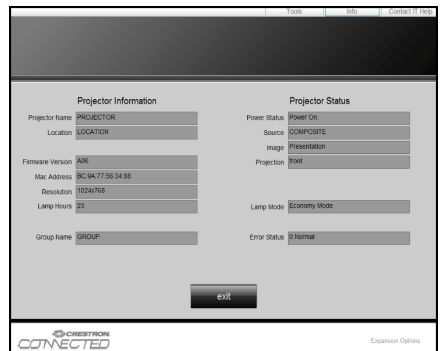 Tools Info Contact IT Help
Projector Information
Projector Name PROJECTOR
Location LOCATION
Firmware Version A06
Mac Address BC:9A:77:56:34:88
Resolution 1024x768
Lamp Hours 23
Group Name GROUP
Projector Status
Power Status Power On.
Source COMPOSITE
Image Presentation
Projection front
Lamp Mode Economy Mode
Error Status 0:Normal
exit
CRESTRON
CONNECTED
Expansion Options